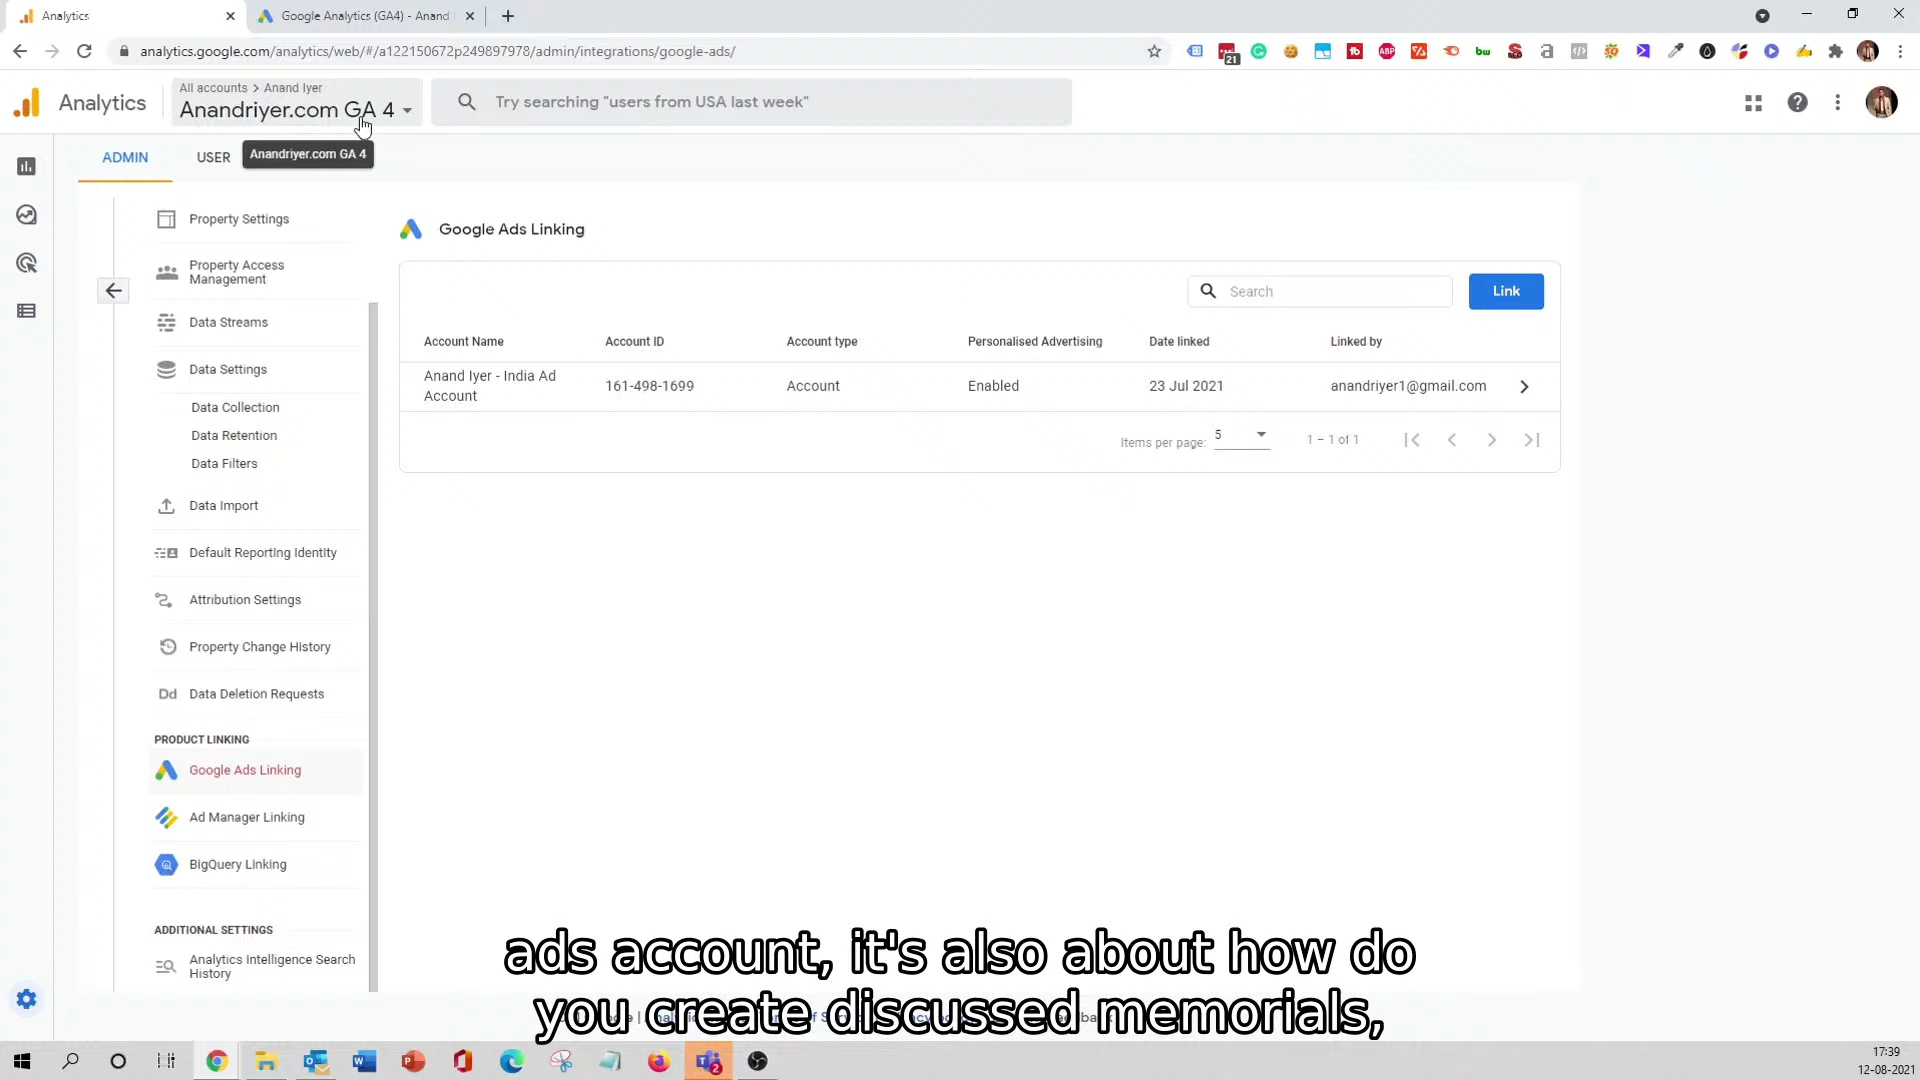 Analytics
Google Analytics (GA4) - Anand
analytics.google.com/analytics/web/#/a122150672p249897978/admin/integrations/google-ads/
21
ABP
bw
Analytics
All accounts > Anand Iyer
Anandriyer.com GA 4
Try searching "users from USA last week"
ADMIN
USER
Anandriyer.com GA 4
Property Settings
Property Access
Management
Data Streams
Data Settings
Data Collection
Data Retention
Data Filters
Data Import
Default Reporting Identity
Attribution Settings
Property Change History
Dd Data Deletion Requests
PRODUCT LINKING
Google Ads Linking
Ad Manager Linking
BigQuery Linking
ADDITIONAL SETTINGS
Analytics Intelligence Search
History
Google Ads Linking
Search
Link
Account Name Account ID Account type Personalised Advertising Date linked Linked by
Anand Iyer - India Ad
Account
161-498-1699 Account Enabled 23 Jul 2021 anandriyer1@gmail.com
Items per page: 5 1 – 1 of 1
ads account, it's also about how do
you create discussed memorials,
17:39
12-08-2021